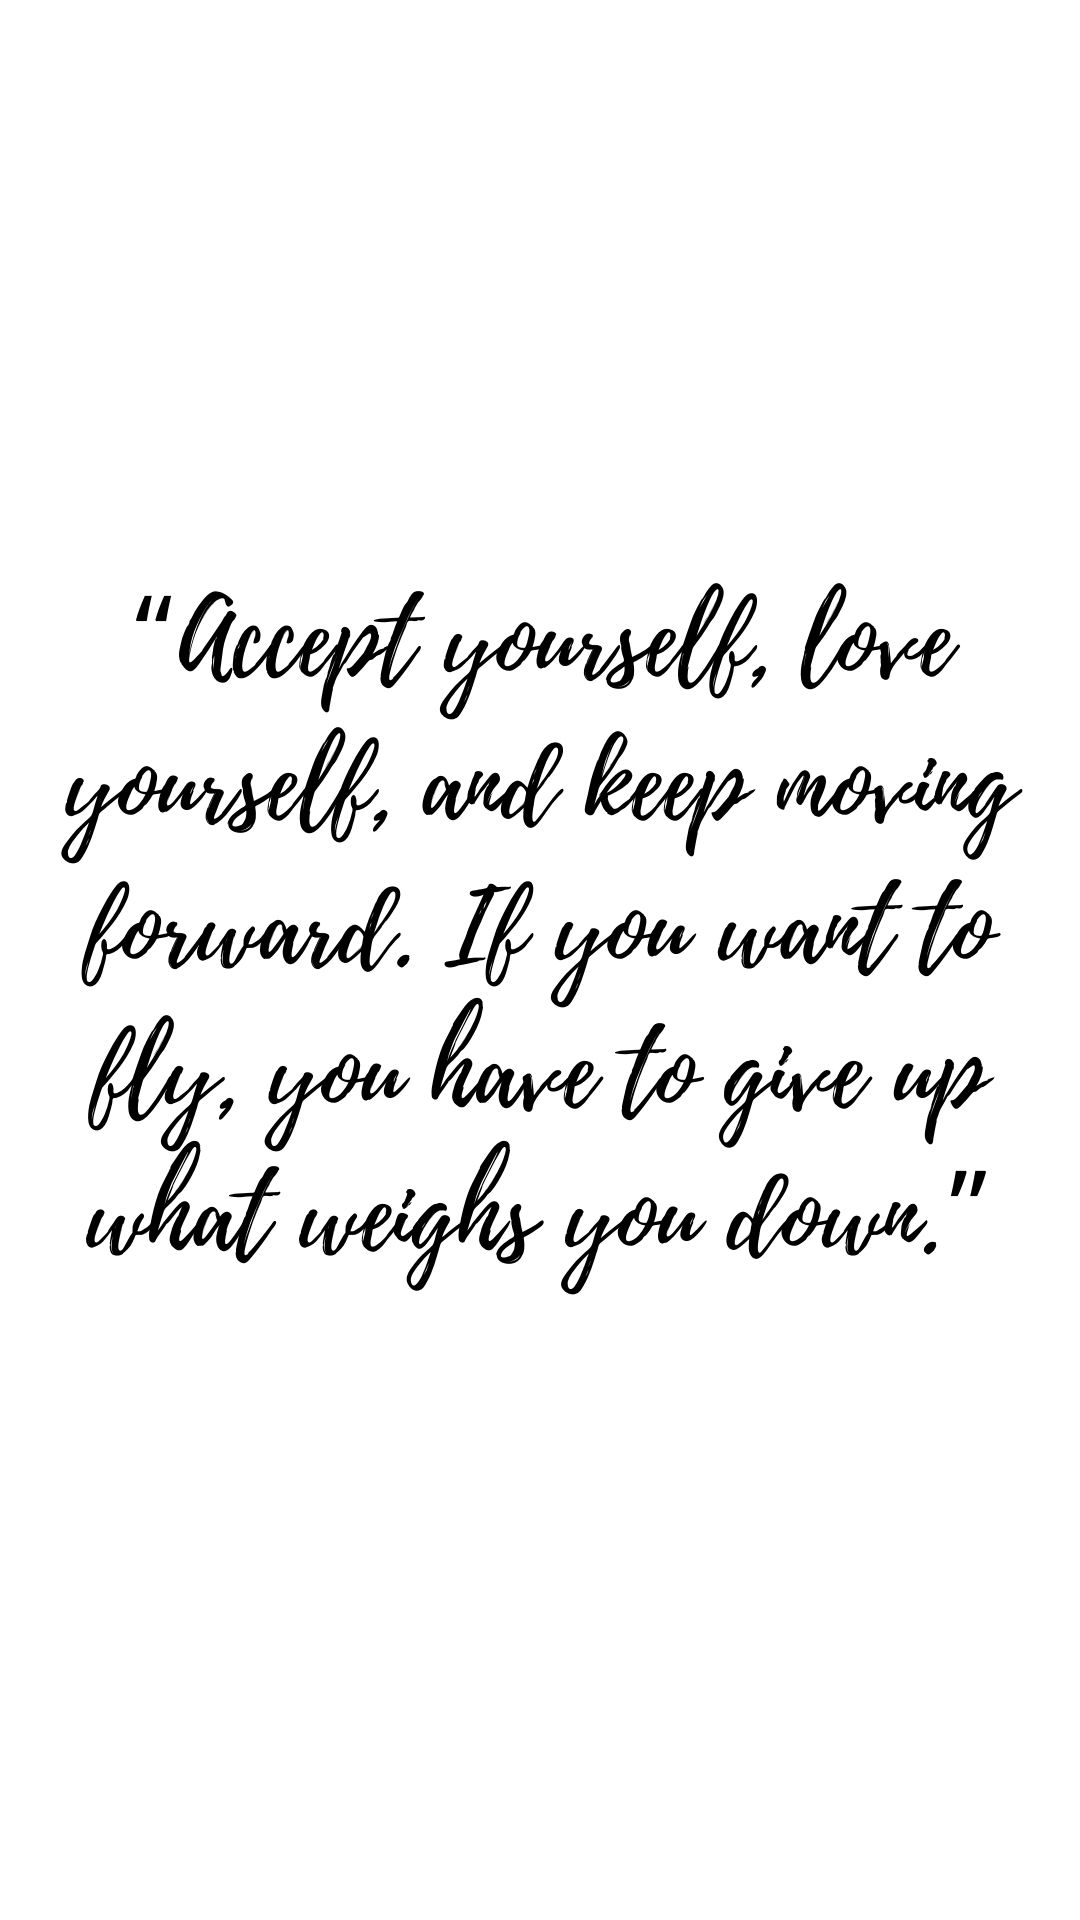 “Accept yourself, love
yourself, and keep moving
forward. If you want to
fly, you have to give up
what weighs you down.”